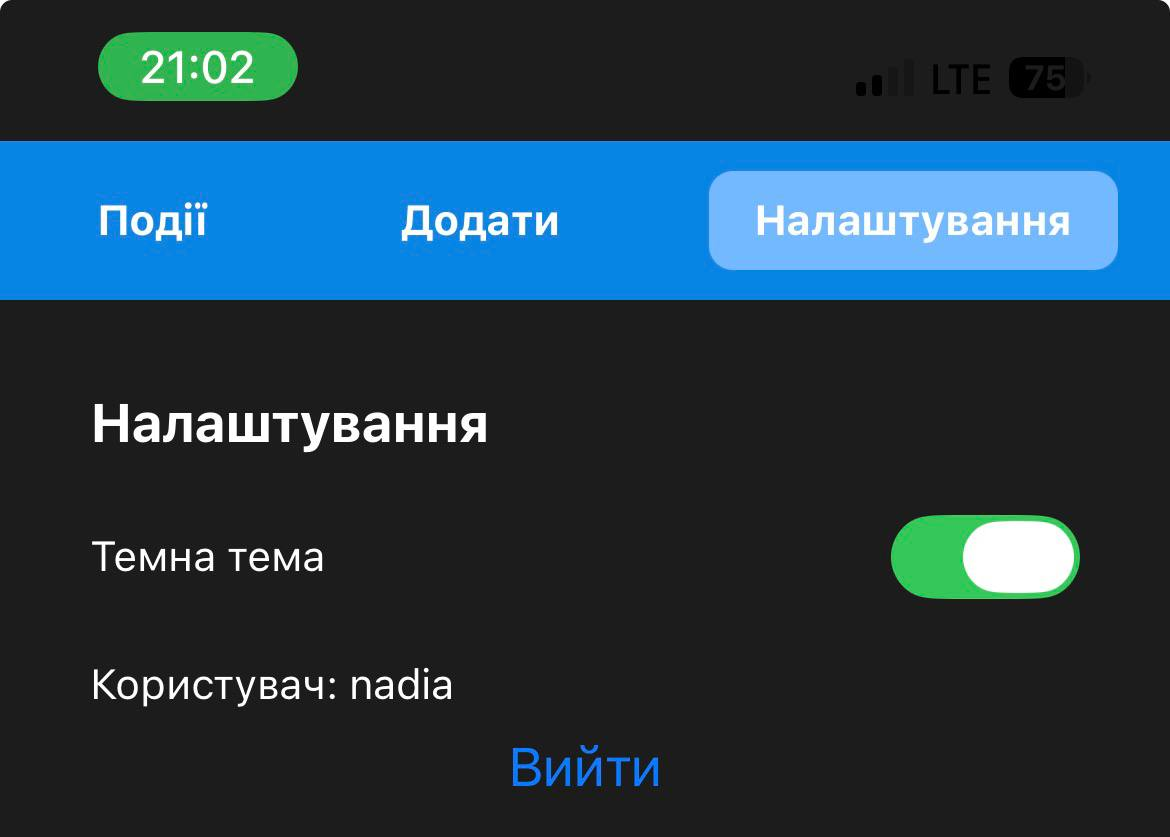 21:02 LTE 75
Події Додати Налаштування
Налаштування
Темна тема
Користувач: nadia
Вийти